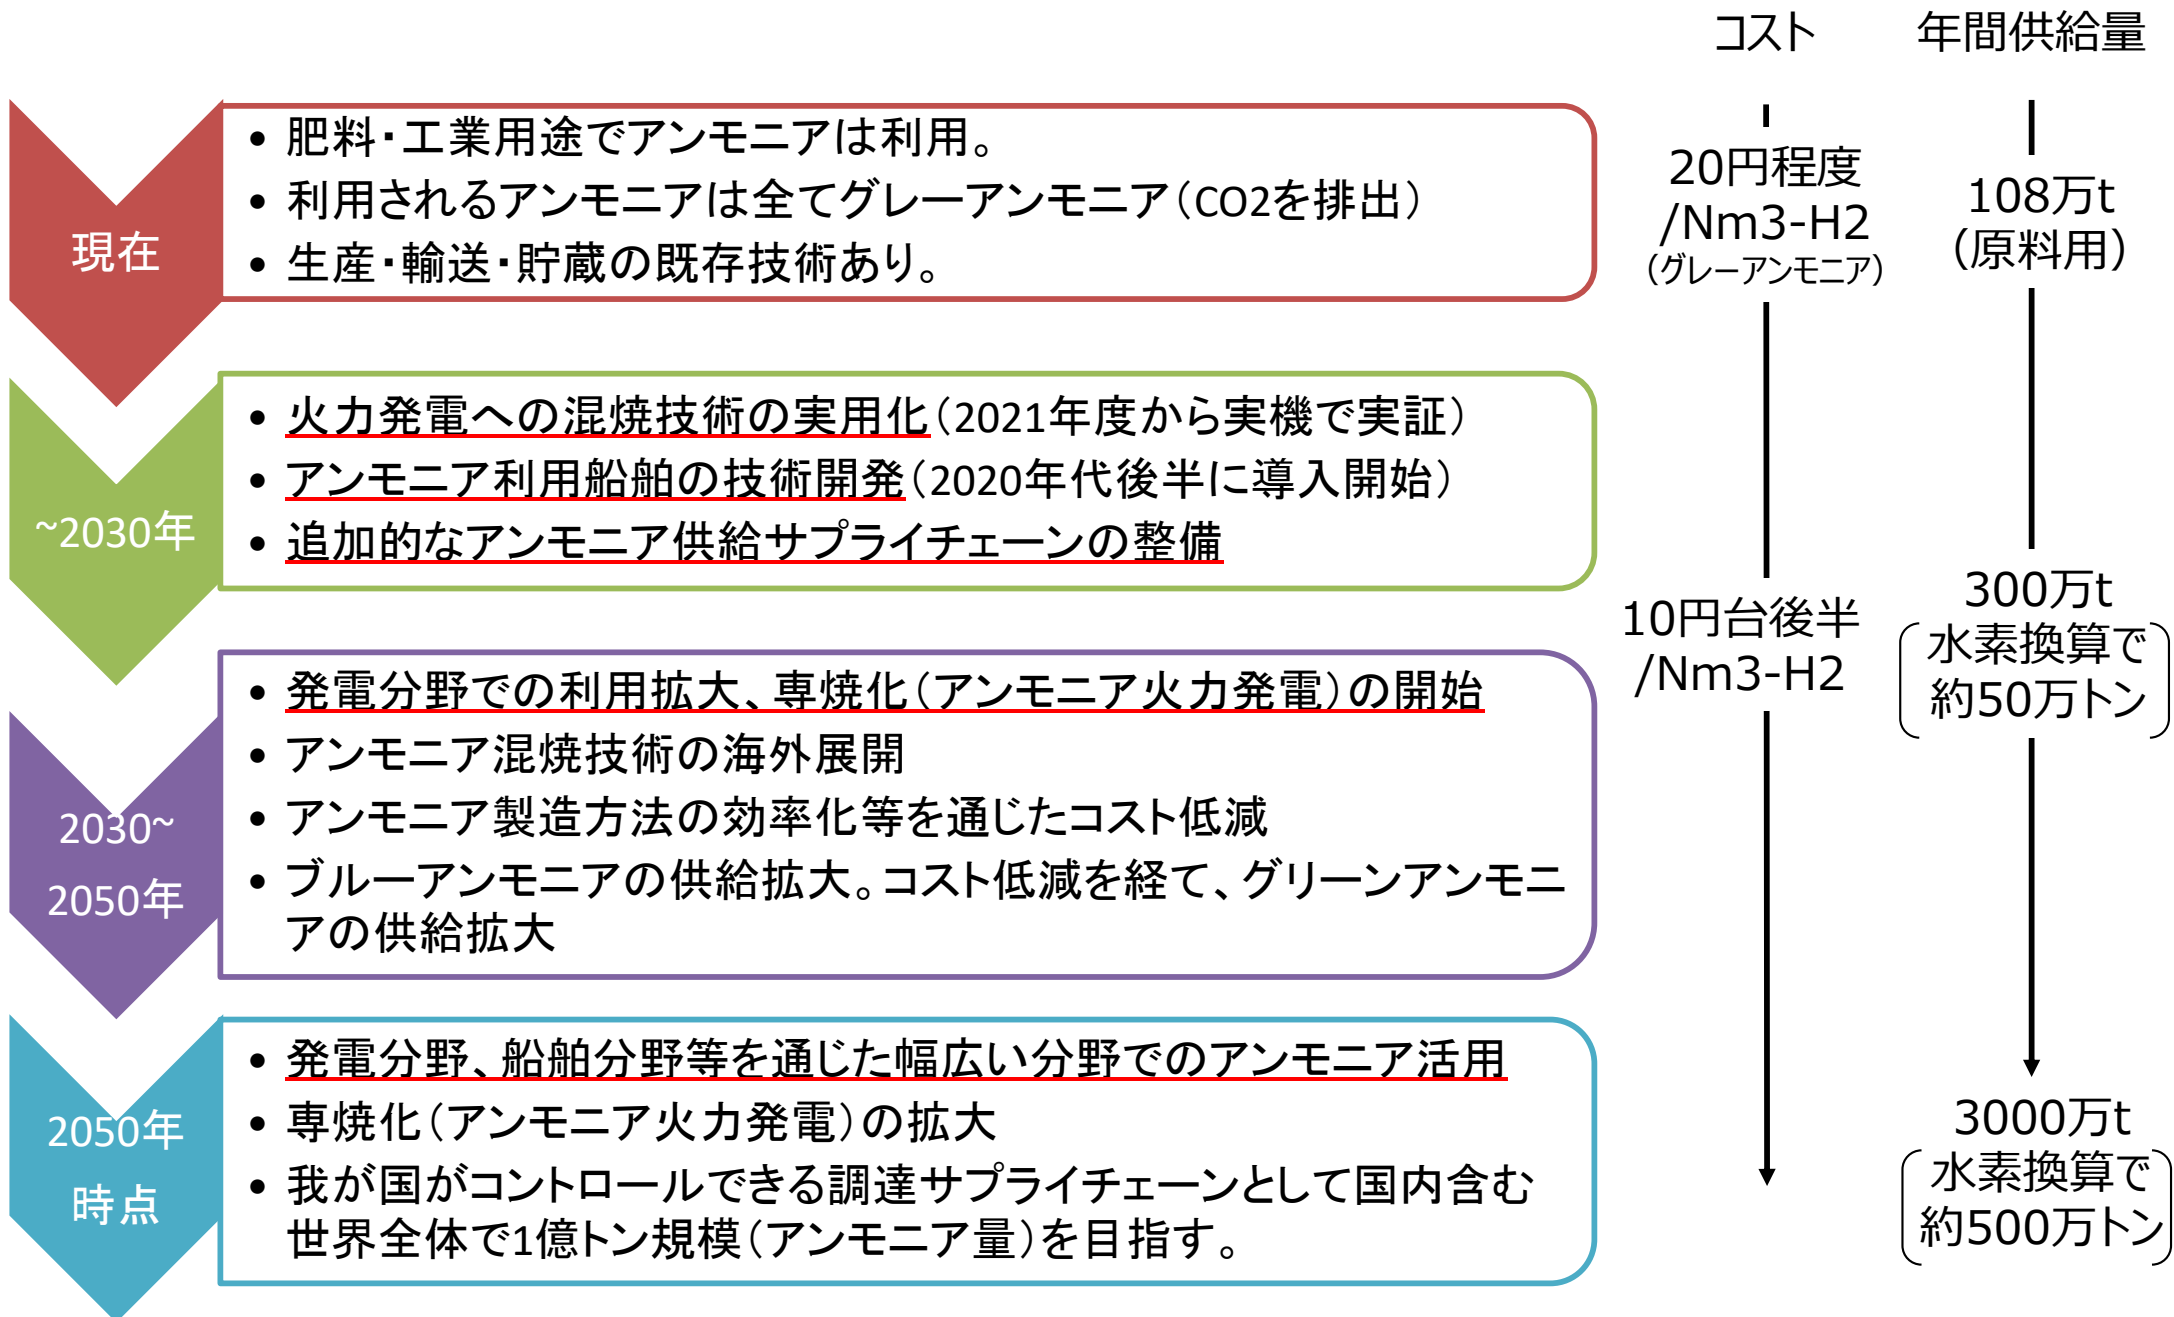 コスト
年間供給量
現在
• 肥料・工業用途でアンモニアは利用。
• 利用されるアンモニアは全てグレーアンモニア（CO2を排出）
• 生産・輸送・貯蔵の既存技術あり。
20円程度
/Nm3-H2
（グレーアンモニア）
108万t
（原料用）
~2030年
• 火力発電への混焼技術の実用化（2021年度から実機で実証）
• アンモニア利用船舶の技術開発（2020年代後半に導入開始）
• 追加的なアンモニア供給サプライチェーンの整備
10円台後半
/Nm3-H2
300万t
水素換算で
約50万トン
2030~
2050年
• 発電分野での利用拡大、専焼化（アンモニア火力発電）の開始
• アンモニア混焼技術の海外展開
• アンモニア製造方法の効率化等を通じたコスト低減
• ブルーアンモニアの供給拡大。コスト低減を経て、グリーンアンモニ
アの供給拡大
2050年
時点
• 発電分野、船舶分野等を通じた幅広い分野でのアンモニア活用
• 専焼化（アンモニア火力発電）の拡大
• 我が国がコントロールできる調達サプライチェーンとして国内含む
世界全体で1億トン規模（アンモニア量）を目指す。
3000万t
水素換算で
約500万トン